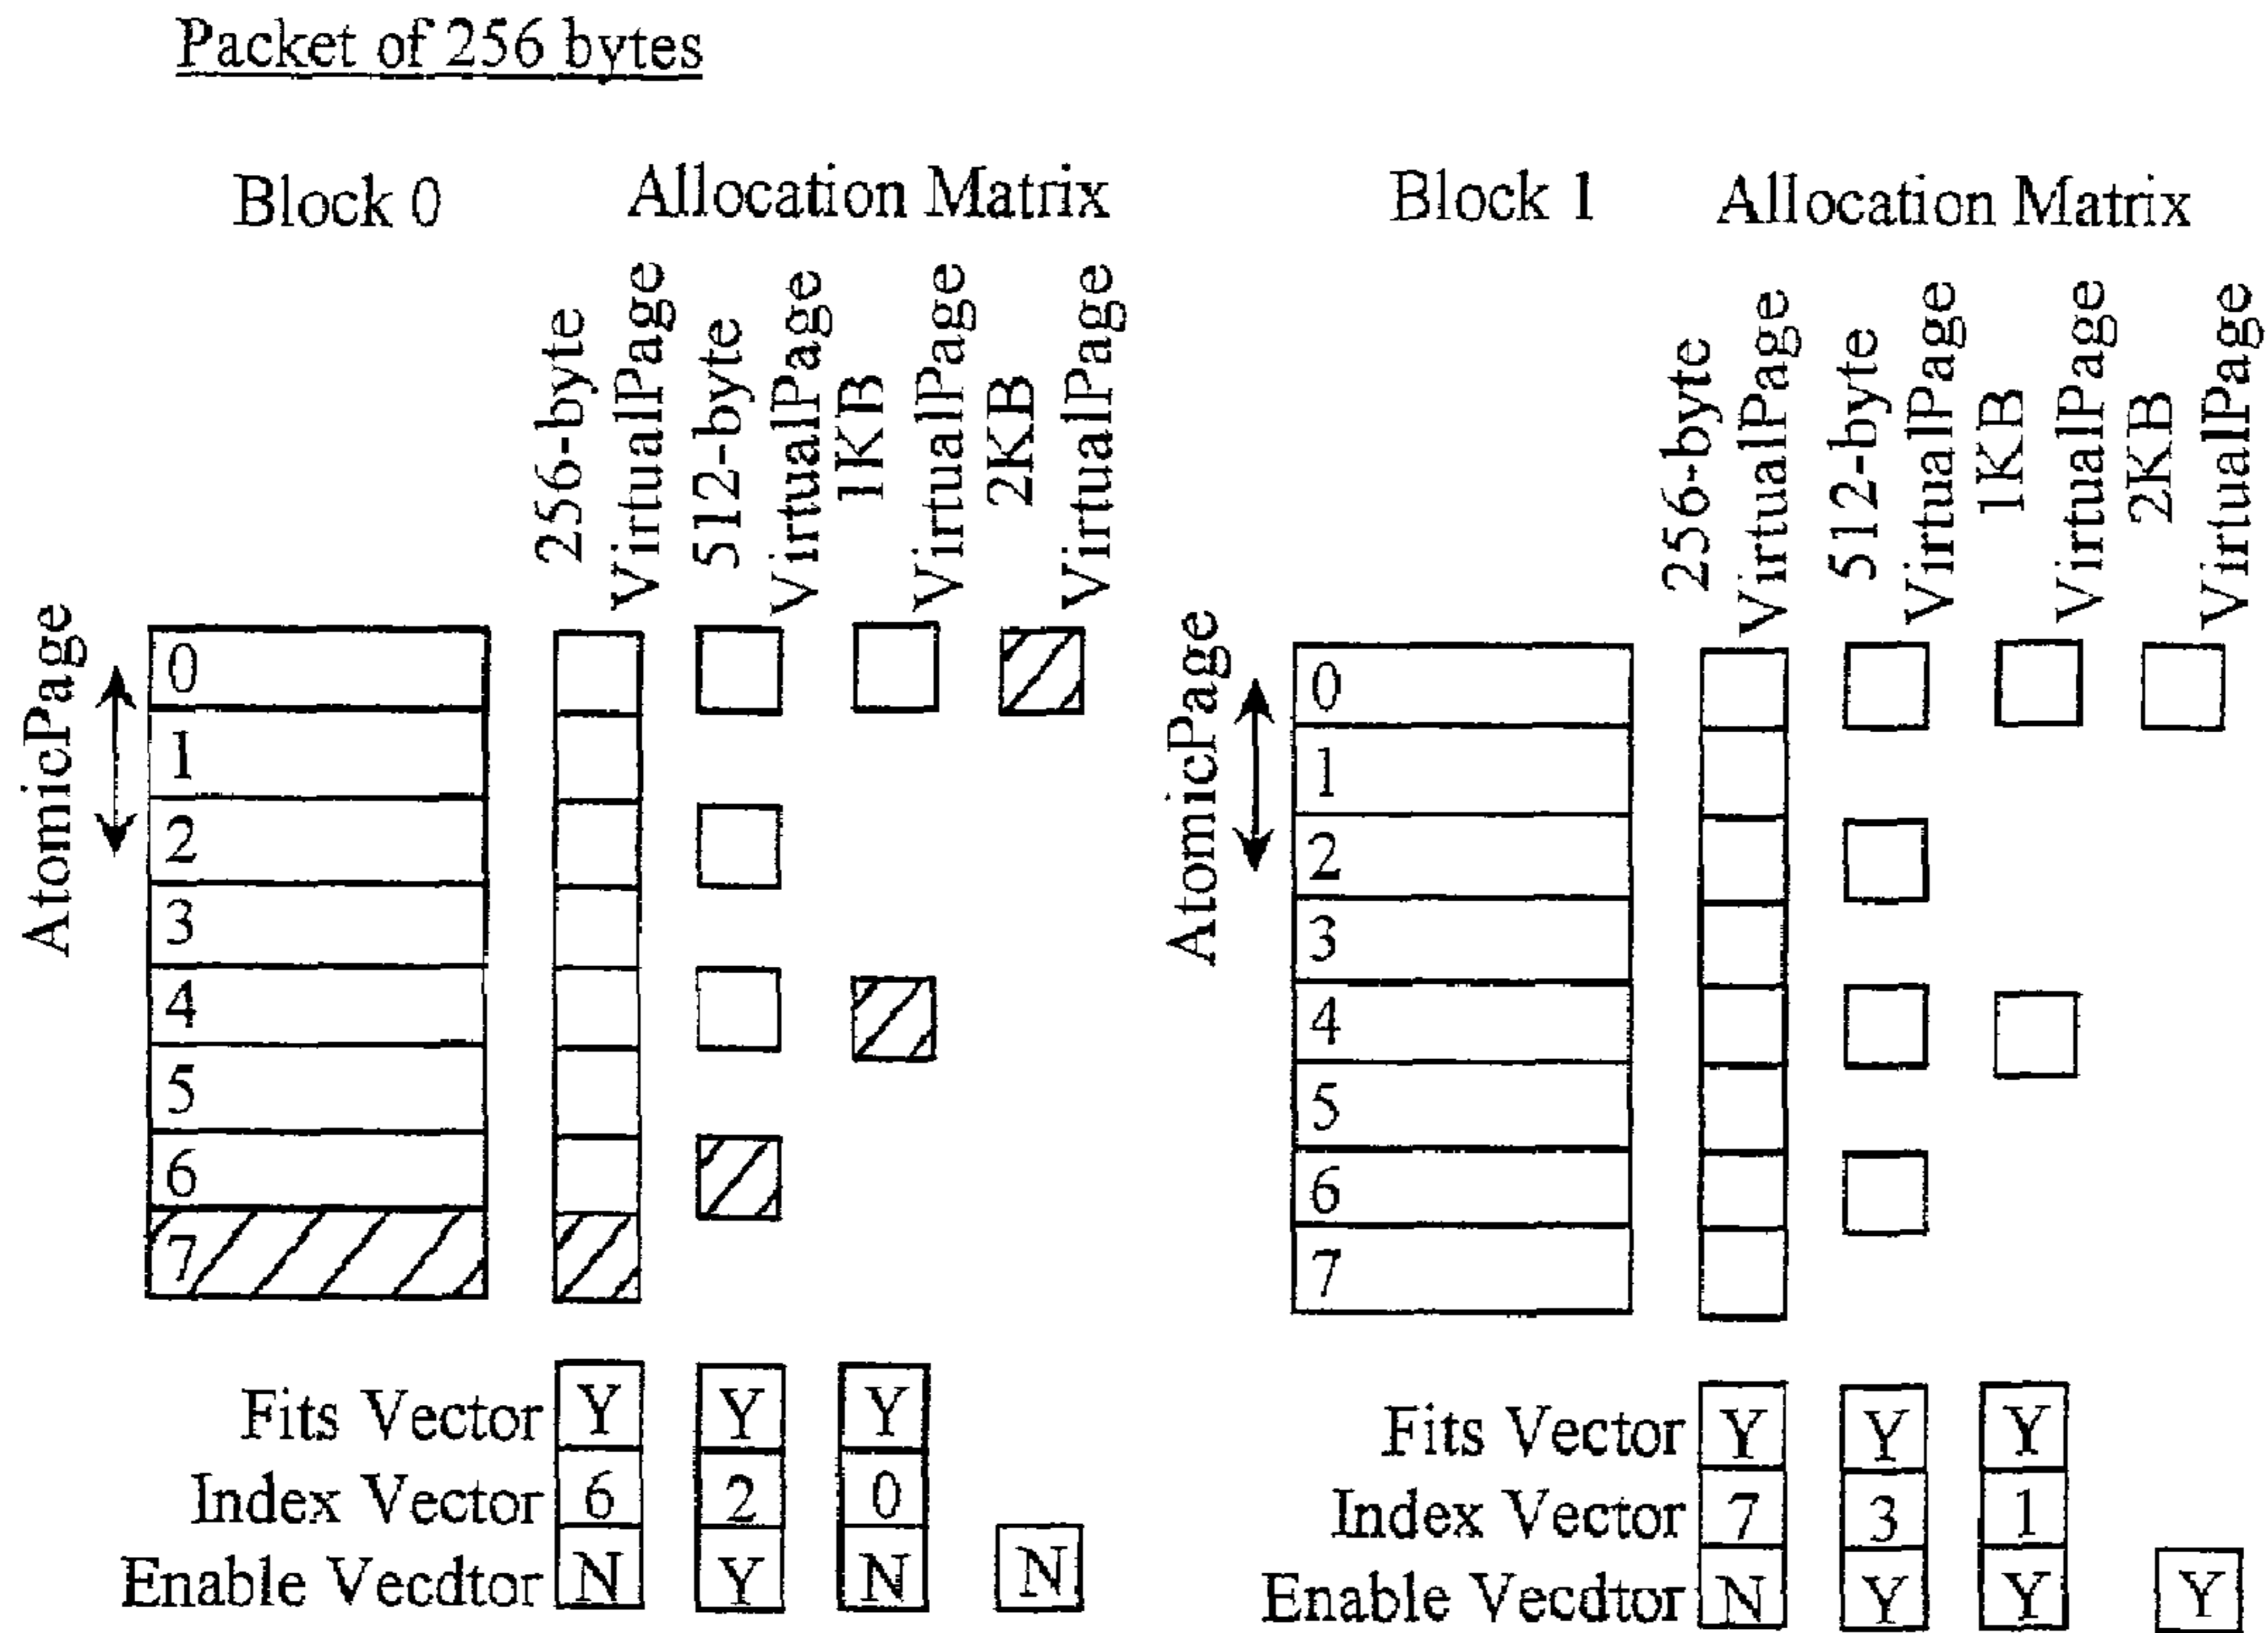 Packet of 256 bytes
Block 0
Allocation Matrix
256-byte
VirtualPage
512-byte
VirtualPage
1KB
VirtualPage
2KB
VirtualPage
AtomicPage
0
1
2
3
4
5
6
7
Fits Vector Y Y Y
Index Vector 6 2 0
Enable Vecdtor N Y N N
Block 1
Allocation Matrix
256-byte
VirtualPage
512-byte
VirtualPage
1KB
VirtualPage
2KB
VirtualPage
AtomicPage
0
1
2
3
4
5
6
7
Fits Vector Y Y Y
Index Vector 7 3 1
Enable Vecdtor N Y Y Y